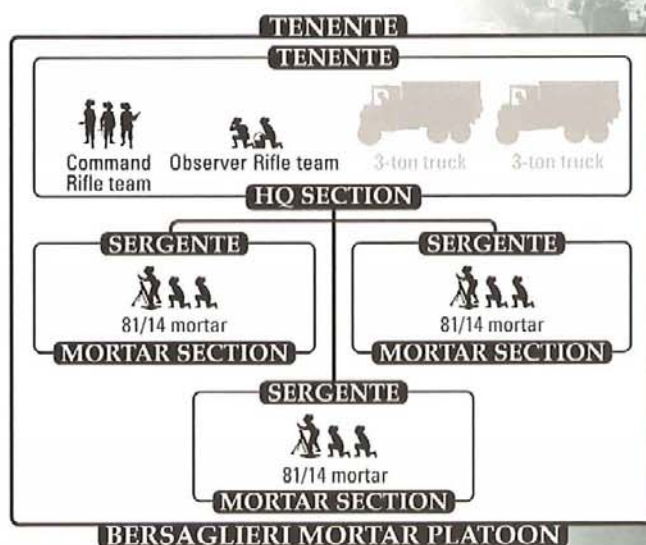 TENENTE
TENENTE
Command Rifle team
Observer Rifle team
3-ton truck
3-ton truck
HQ SECTION
SERGENTE
81/14 mortar
MORTAR SECTION
SERGENTE
81/14 mortar
MORTAR SECTION
SERGENTE
81/14 mortar
MORTAR SECTION
BERSAGLIERI MORTAR PLATOON